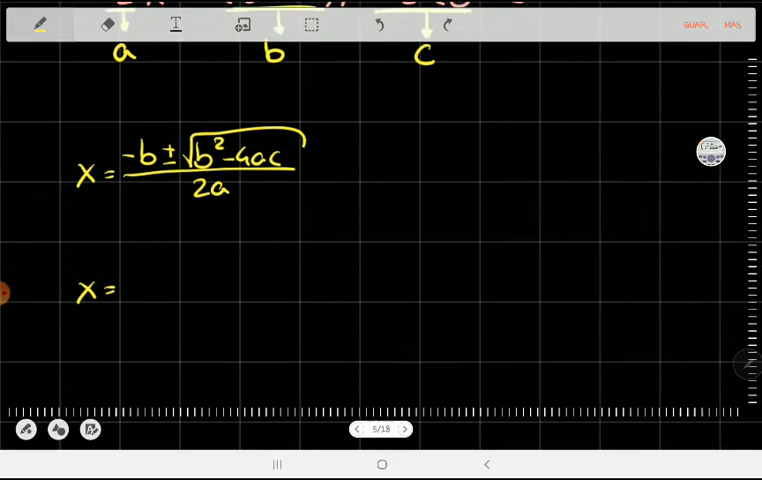 T
GUAR. MÁS
a b c
x = -b ± √b² - 4ac / 2a
x =
5/18